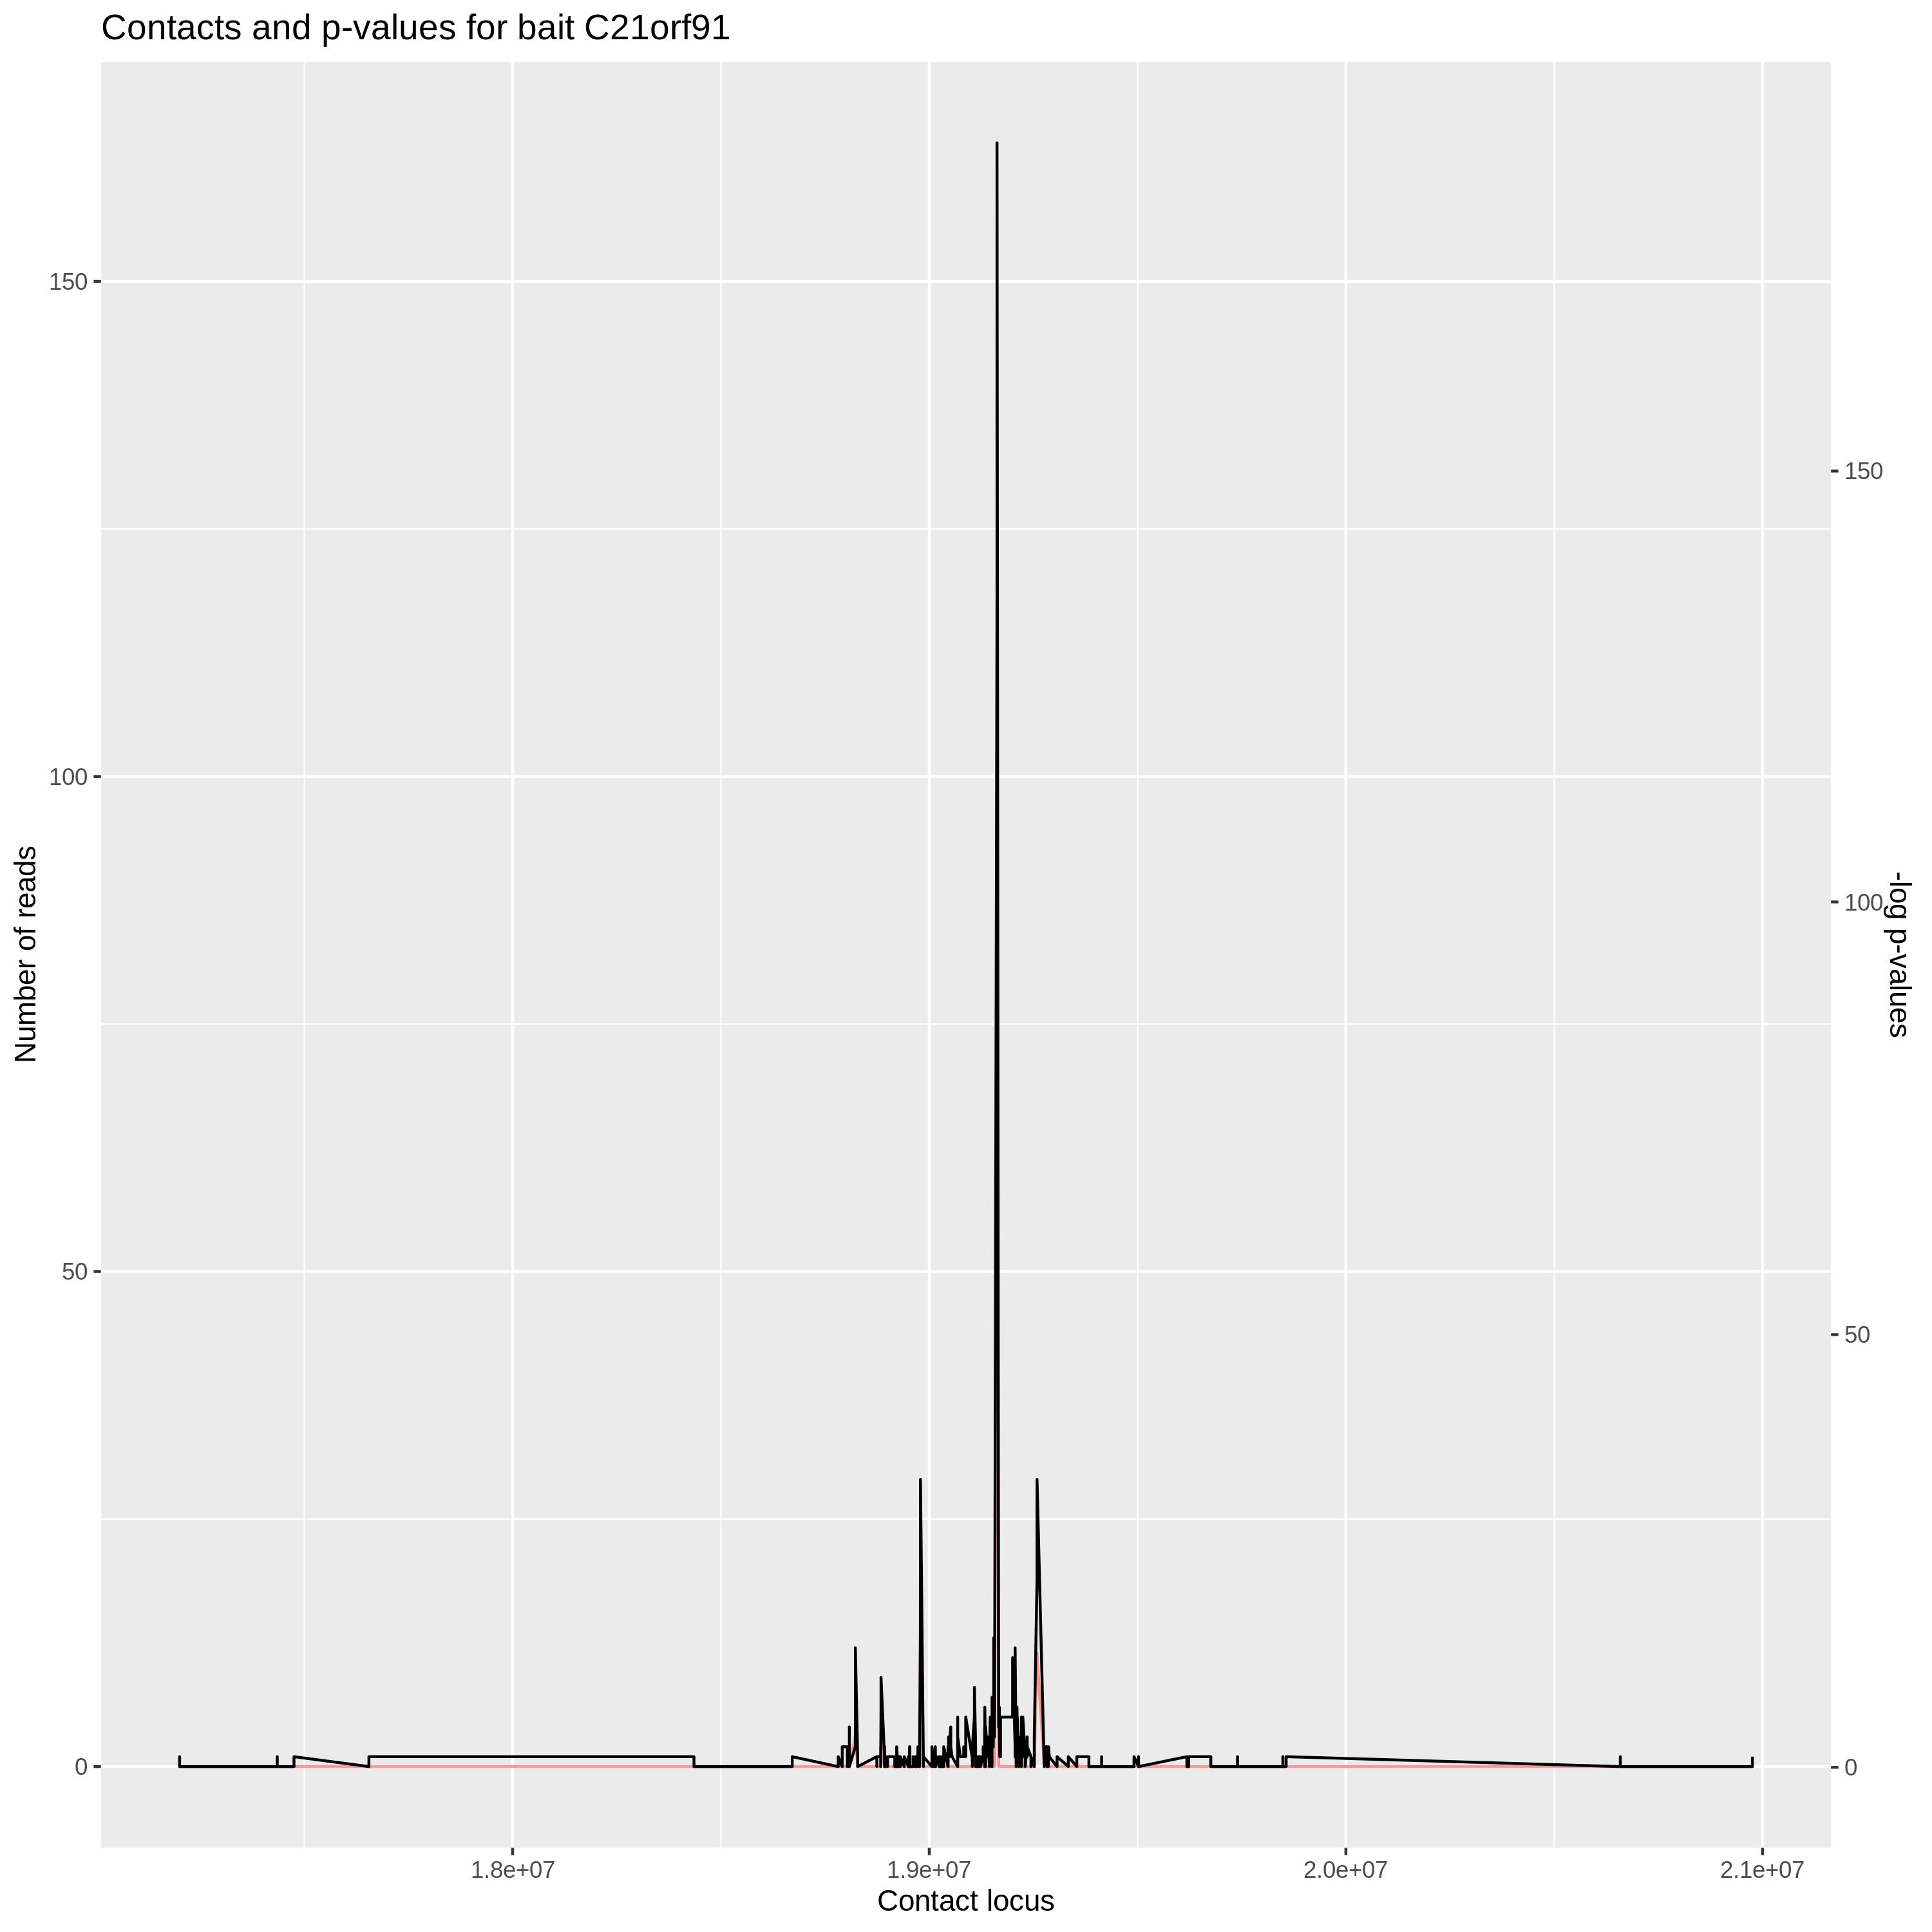 Contacts and p-values for bait C21orf91
150
100
50
0
Number of reads
150
100
50
0
-log p-values
1.8e+07
1.9e+07
2.0e+07
2.1e+07
Contact locus